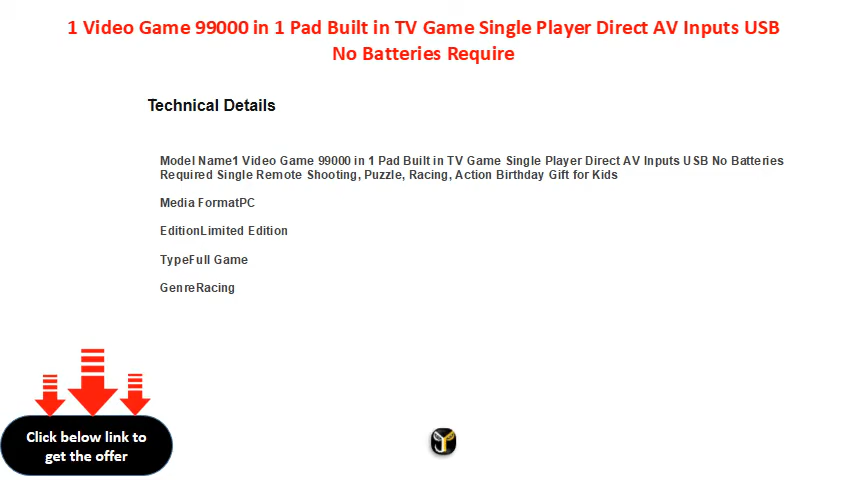 1 Video Game 99000 in 1 Pad Built in TV Game Single Player Direct AV Inputs USB
No Batteries Require
Technical Details
Model Name1 Video Game 99000 in 1 Pad Built in TV Game Single Player Direct AV Inputs USB No Batteries
Required Single Remote Shooting, Puzzle, Racing, Action Birthday Gift for Kids
Media FormatPC
EditionLimited Edition
TypeFull Game
GenreRacing
Click below link to
get the offer